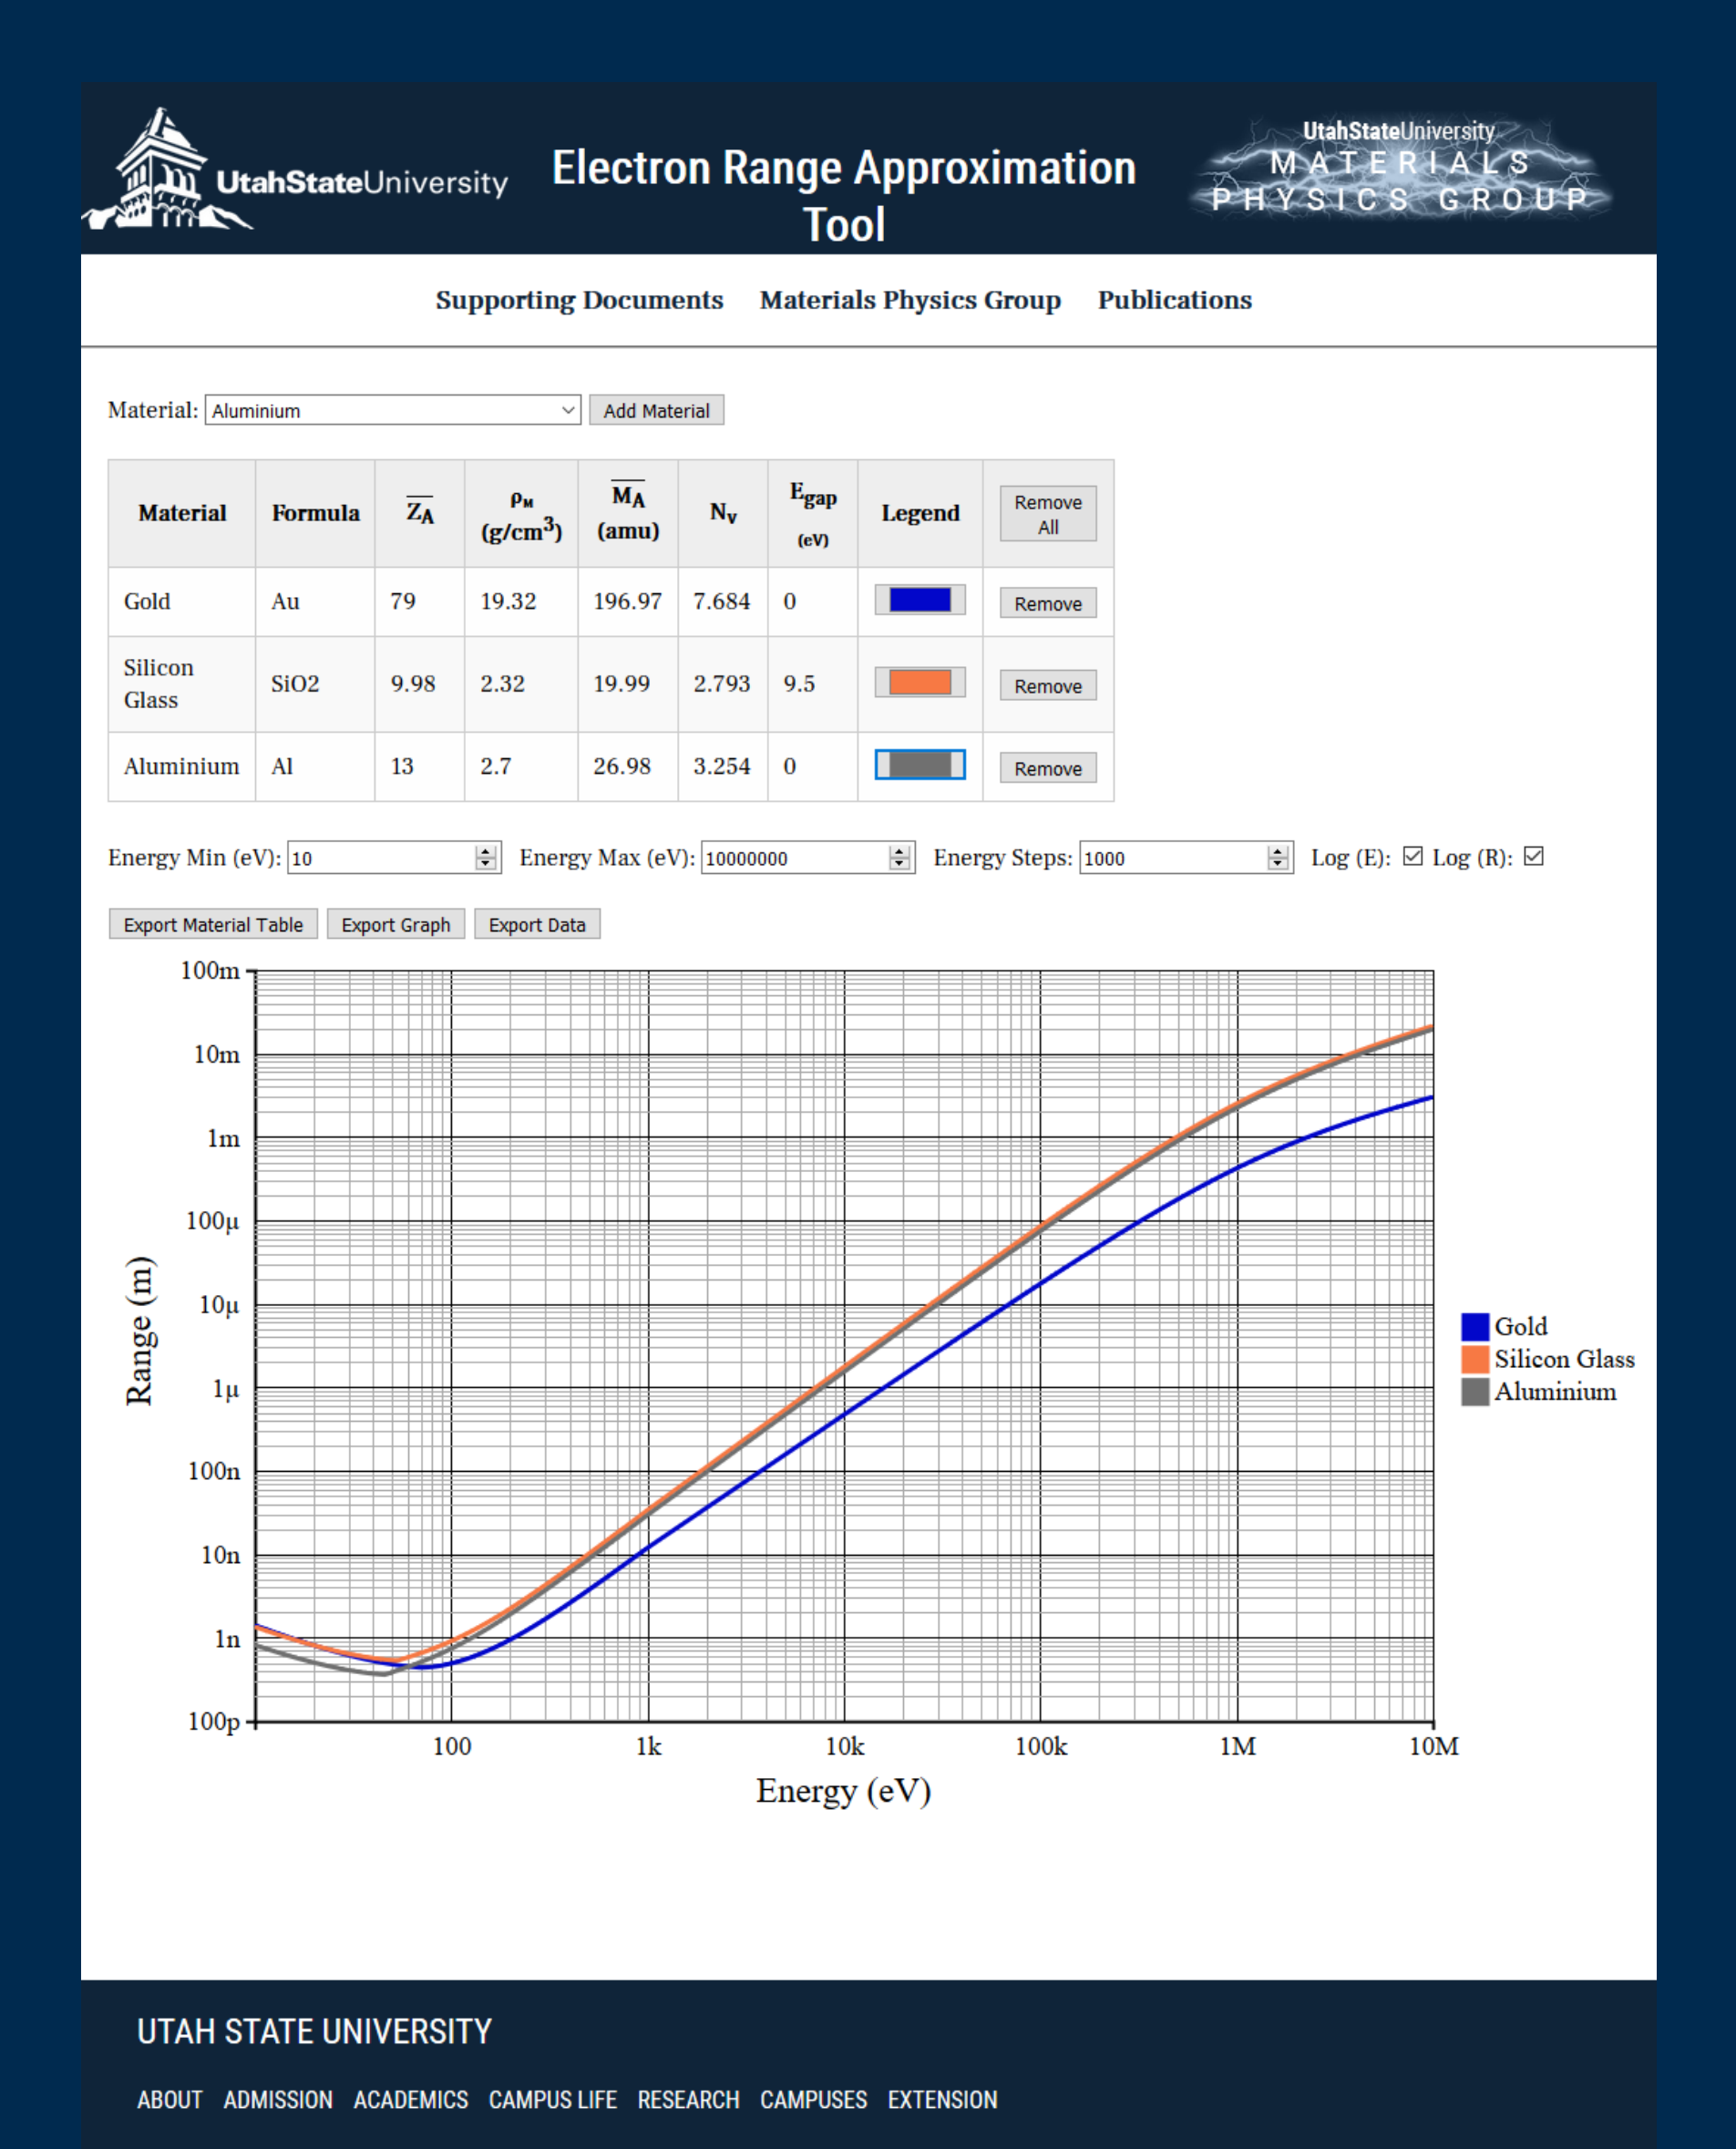 UtahStateUniversity
Electron Range Approximation
Tool
UtahStateUniversity
MATERIALS
PHYSICS GROUP
Supporting Documents Materials Physics Group Publications
Material: Aluminium Add Material
Material Formula Z̅A̅ ρM (g/cm³) M̅A̅ (amu) Nv Egap (eV) Legend Remove All
Gold Au 79 19.32 196.97 7.684 0 Remove
Silicon Glass SiO2 9.98 2.32 19.99 2.793 9.5 Remove
Aluminium Al 13 2.7 26.98 3.254 0 Remove
Energy Min (eV): 10 Energy Max (eV): 10000000 Energy Steps: 1000 Log (E): Log (R):
Export Material Table Export Graph Export Data
100m
10m
1m
100μ
10μ
1μ
100n
10n
1n
100p
Range (m)
100 1k 10k 100k 1M 10M
Energy (eV)
Gold
Silicon Glass
Aluminium
UTAH STATE UNIVERSITY
ABOUT ADMISSION ACADEMICS CAMPUS LIFE RESEARCH CAMPUSES EXTENSION